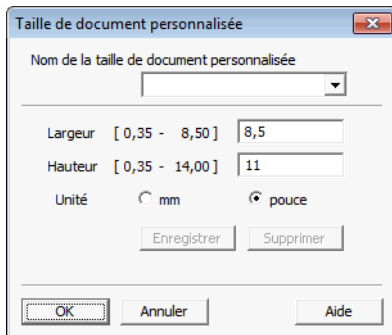 Taille de document personnalisée
Nom de la taille de document personnalisée
Largeur [ 0,35 - 8,50 ] 8,5
Hauteur [ 0,35 - 14,00 ] 11
Unité mm pouce
Enregistrer Supprimer
OK Annuler Aide